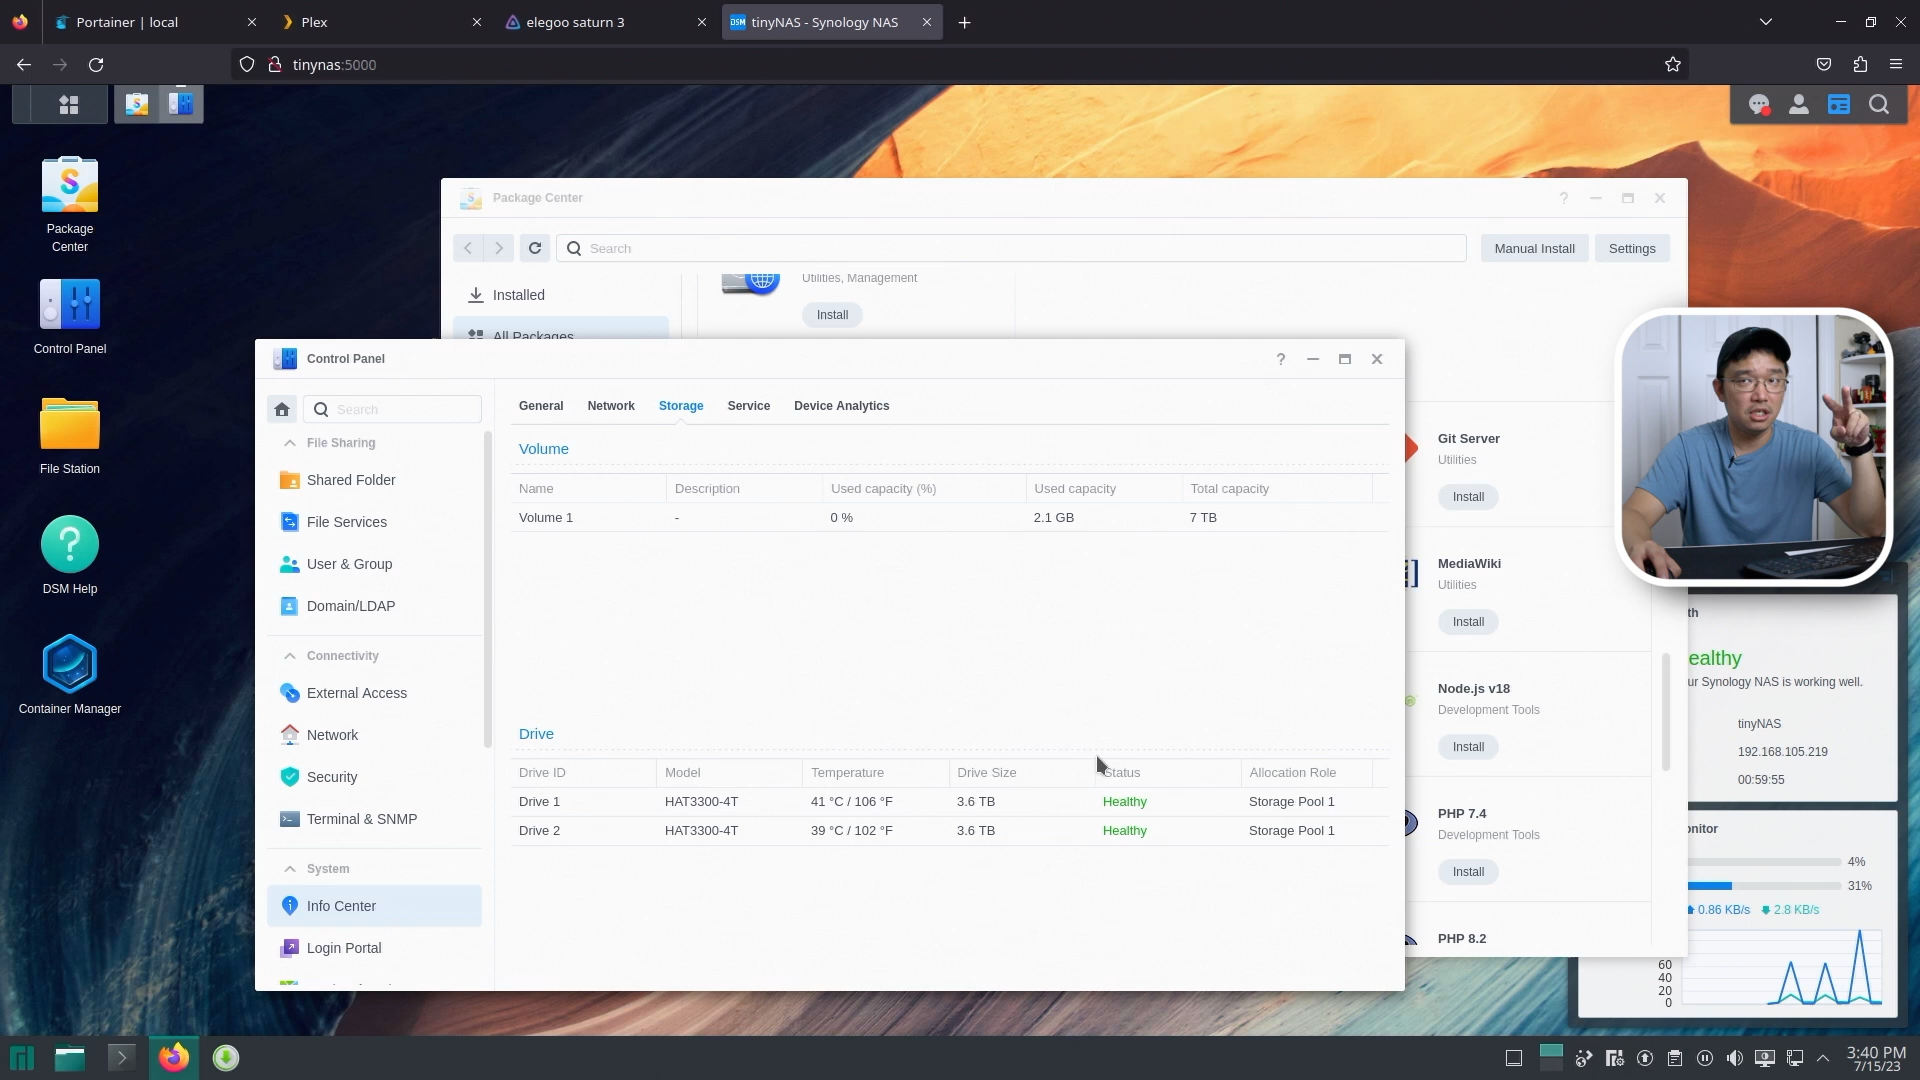 Portainer | local
Plex
elegoo saturn 3
DSM
tinyNAS - Synology NAS
tinynas:5000
Package Center
Control Panel
File Station
DSM Help
Container Manager
Package Center
Search
Manual Install
Settings
Installed
All Packages
Utilities, Management
Install
Control Panel
Search
File Sharing
Shared Folder
File Services
User & Group
Domain/LDAP
Connectivity
External Access
Network
Security
Terminal & SNMP
System
Info Center
Login Portal
General Network Storage Service Device Analytics
Volume
Name Description Used capacity (%) Used capacity Total capacity
Volume 1 - 0 % 2.1 GB 7 TB
Drive
Drive ID Model Temperature Drive Size Status Allocation Role
Drive 1 HAT3300-4T 41 °C / 106 °F 3.6 TB Healthy Storage Pool 1
Drive 2 HAT3300-4T 39 °C / 102 °F 3.6 TB Healthy Storage Pool 1
Git Server
Utilities
Install
MediaWiki
Utilities
Install
Node.js v18
Development Tools
Install
PHP 7.4
Development Tools
Install
PHP 8.2
th
ealthy
ur Synology NAS is working well.
tinyNAS
192.168.105.219
00:59:55
onitor
4%
31%
0.86 KB/s 2.8 KB/s
60
40
20
0
3:40 PM
7/15/23